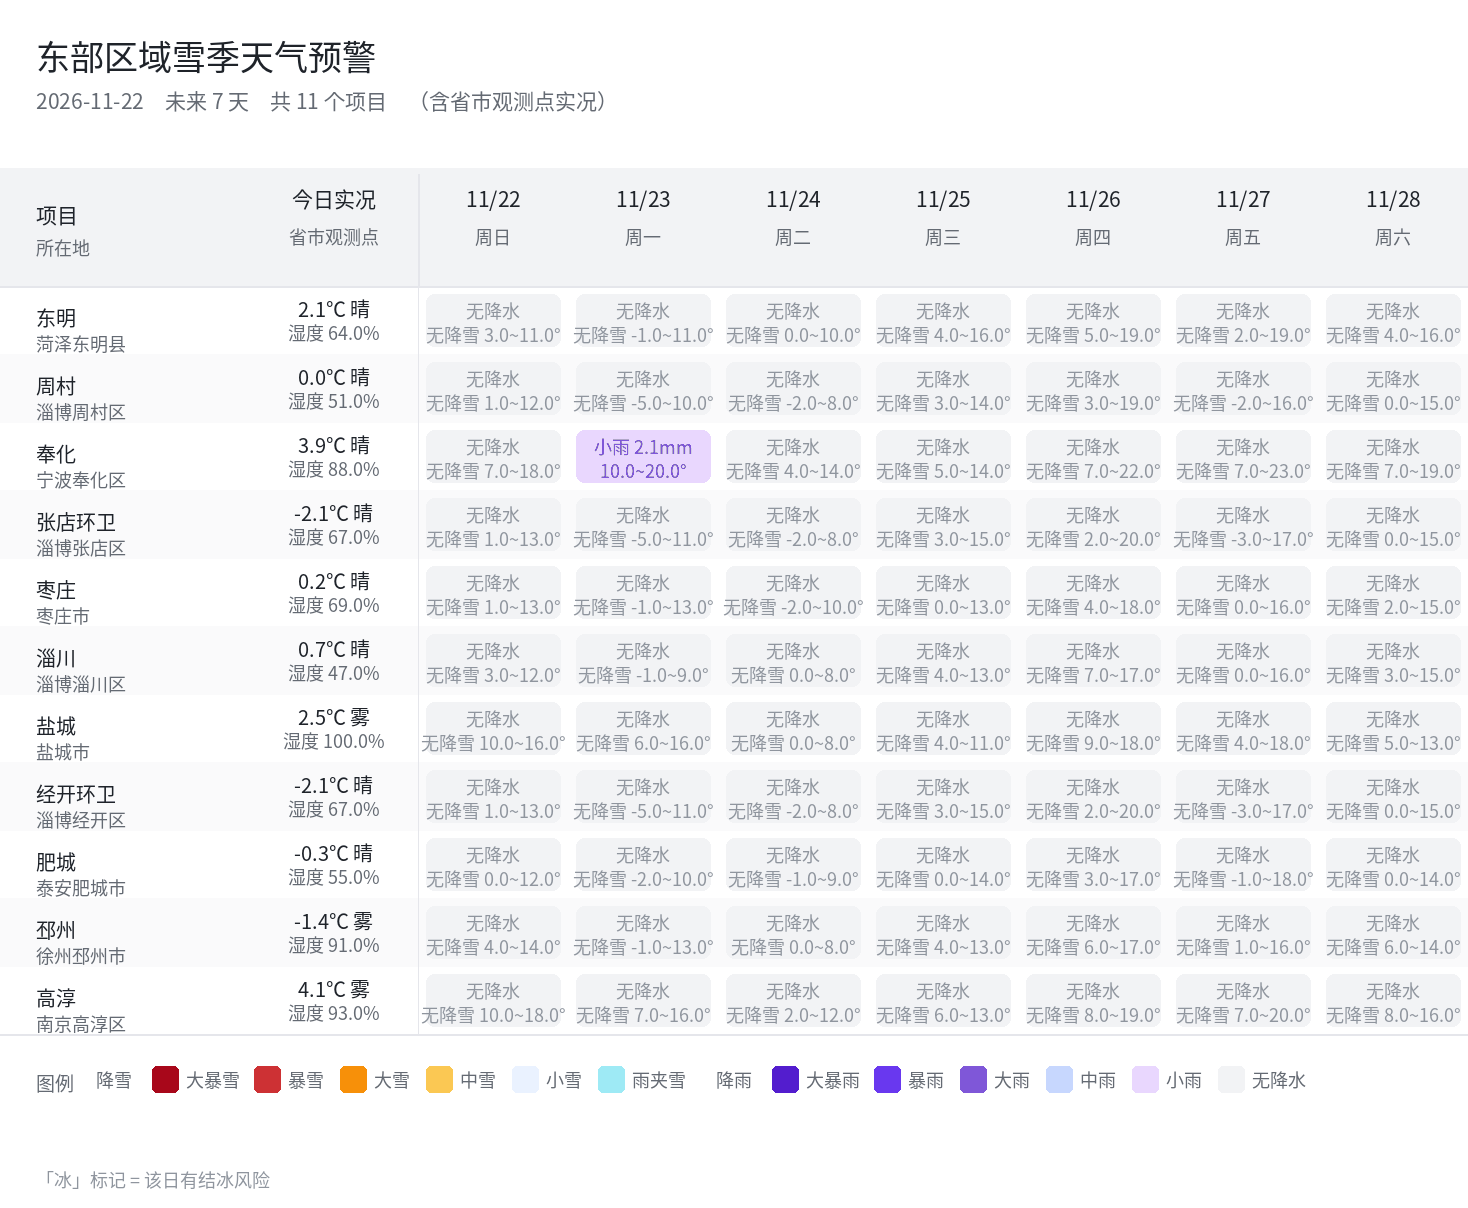 东部区域雪季天气预警
2026-11-22 未来 7 天 共 11 个项目 （含省市观测点实况）
项目 今日实况 11/22 11/23 11/24 11/25 11/26 11/27 11/28
所在地 省市观测点 周日 周一 周二 周三 周四 周五 周六
东明 2.1°C 晴 无降水 无降水 无降水 无降水 无降水 无降水 无降水
菏泽东明县 湿度 64.0% 无降雪 3.0~11.0° 无降雪 -1.0~11.0° 无降雪 0.0~10.0° 无降雪 4.0~16.0° 无降雪 5.0~19.0° 无降雪 2.0~19.0° 无降雪 4.0~16.0°
周村 0.0°C 晴 无降水 无降水 无降水 无降水 无降水 无降水 无降水
淄博周村区 湿度 51.0% 无降雪 1.0~12.0° 无降雪 -5.0~10.0° 无降雪 -2.0~8.0° 无降雪 3.0~14.0° 无降雪 3.0~19.0° 无降雪 -2.0~16.0° 无降雪 0.0~15.0°
奉化 3.9°C 晴 无降水 小雨 2.1mm 无降水 无降水 无降水 无降水 无降水
宁波奉化区 湿度 88.0% 无降雪 7.0~18.0° 10.0~20.0° 无降雪 4.0~14.0° 无降雪 5.0~14.0° 无降雪 7.0~22.0° 无降雪 7.0~23.0° 无降雪 7.0~19.0°
张店环卫 -2.1°C 晴 无降水 无降水 无降水 无降水 无降水 无降水 无降水
淄博张店区 湿度 67.0% 无降雪 1.0~13.0° 无降雪 -5.0~11.0° 无降雪 -2.0~8.0° 无降雪 3.0~15.0° 无降雪 2.0~20.0° 无降雪 -3.0~17.0° 无降雪 0.0~15.0°
枣庄 0.2°C 晴 无降水 无降水 无降水 无降水 无降水 无降水 无降水
枣庄市 湿度 69.0% 无降雪 1.0~13.0° 无降雪 -1.0~13.0° 无降雪 -2.0~10.0° 无降雪 0.0~13.0° 无降雪 4.0~18.0° 无降雪 0.0~16.0° 无降雪 2.0~15.0°
淄川 0.7°C 晴 无降水 无降水 无降水 无降水 无降水 无降水 无降水
淄博淄川区 湿度 47.0% 无降雪 3.0~12.0° 无降雪 -1.0~9.0° 无降雪 0.0~8.0° 无降雪 4.0~13.0° 无降雪 7.0~17.0° 无降雪 0.0~16.0° 无降雪 3.0~15.0°
盐城 2.5°C 雾 无降水 无降水 无降水 无降水 无降水 无降水 无降水
盐城市 湿度 100.0% 无降雪 10.0~16.0° 无降雪 6.0~16.0° 无降雪 0.0~8.0° 无降雪 4.0~11.0° 无降雪 9.0~18.0° 无降雪 4.0~18.0° 无降雪 5.0~13.0°
经开环卫 -2.1°C 晴 无降水 无降水 无降水 无降水 无降水 无降水 无降水
淄博经开区 湿度 67.0% 无降雪 1.0~13.0° 无降雪 -5.0~11.0° 无降雪 -2.0~8.0° 无降雪 3.0~15.0° 无降雪 2.0~20.0° 无降雪 -3.0~17.0° 无降雪 0.0~15.0°
肥城 -0.3°C 晴 无降水 无降水 无降水 无降水 无降水 无降水 无降水
泰安肥城市 湿度 55.0% 无降雪 0.0~12.0° 无降雪 -2.0~10.0° 无降雪 -1.0~9.0° 无降雪 0.0~14.0° 无降雪 3.0~17.0° 无降雪 -1.0~18.0° 无降雪 0.0~14.0°
邳州 -1.4°C 雾 无降水 无降水 无降水 无降水 无降水 无降水 无降水
徐州邳州市 湿度 91.0% 无降雪 4.0~14.0° 无降雪 -1.0~13.0° 无降雪 0.0~8.0° 无降雪 4.0~13.0° 无降雪 6.0~17.0° 无降雪 1.0~16.0° 无降雪 6.0~14.0°
高淳 4.1°C 雾 无降水 无降水 无降水 无降水 无降水 无降水 无降水
南京高淳区 湿度 93.0% 无降雪 10.0~18.0° 无降雪 7.0~16.0° 无降雪 2.0~12.0° 无降雪 6.0~13.0° 无降雪 8.0~19.0° 无降雪 7.0~20.0° 无降雪 8.0~16.0°
图例 降雪 大暴雪 暴雪 大雪 中雪 小雪 雨夹雪 降雨 大暴雨 暴雨 大雨 中雨 小雨 无降水
「冰」标记 = 该日有结冰风险